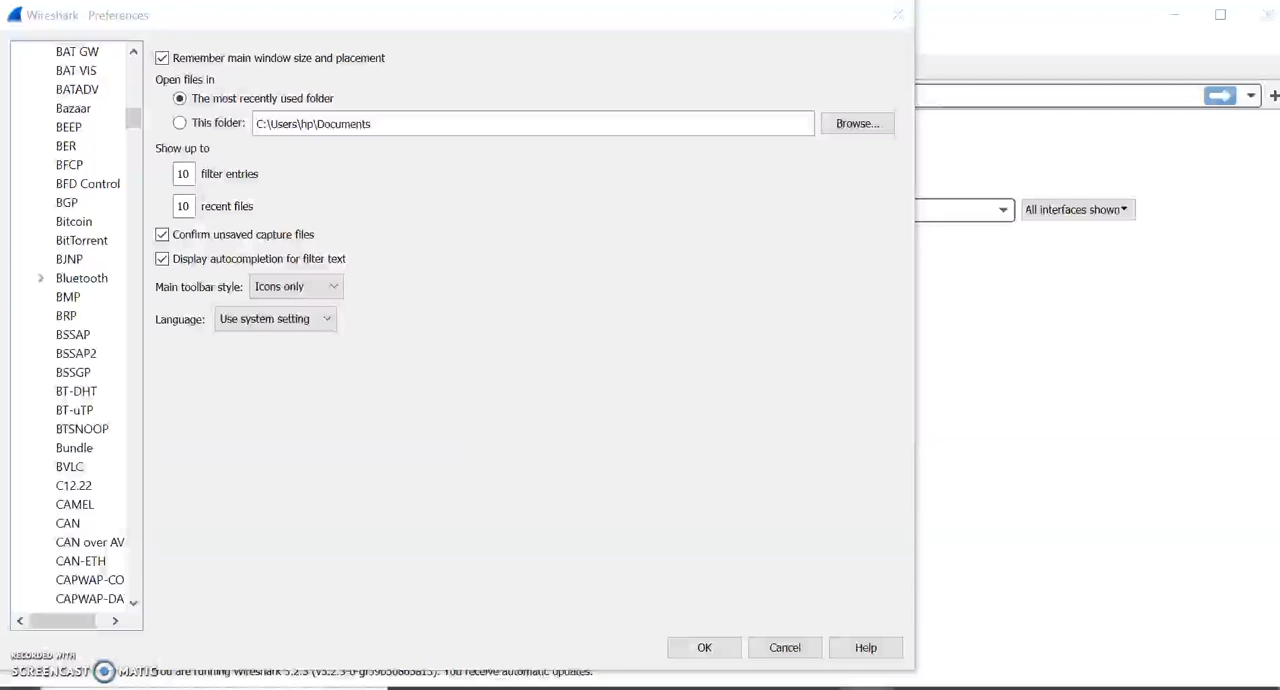 Wireshark Preferences
BAT GW
BAT VIS
BATADV
Bazaar
BEEP
BER
BFCP
BFD Control
BGP
Bitcoin
BitTorrent
BJNP
Bluetooth
BMP
BRP
BSSAP
BSSAP2
BSSGP
BT-DHT
BT-uTP
BTSNOOP
Bundle
BVLC
C12.22
CAMEL
CAN
CAN over AV
CAN-ETH
CAPWAP-CO
CAPWAP-DA
Remember main window size and placement
Open files in
The most recently used folder
This folder: C:\Users\hp\Documents Browse...
Show up to
10 filter entries
10 recent files
Confirm unsaved capture files
Display autocompletion for filter text
Main toolbar style: Icons only
Language: Use system setting
All interfaces shown
OK Cancel Help
RECORDED WITH
SCREENCAST MATIC
You are running Wireshark You receive automatic updates.